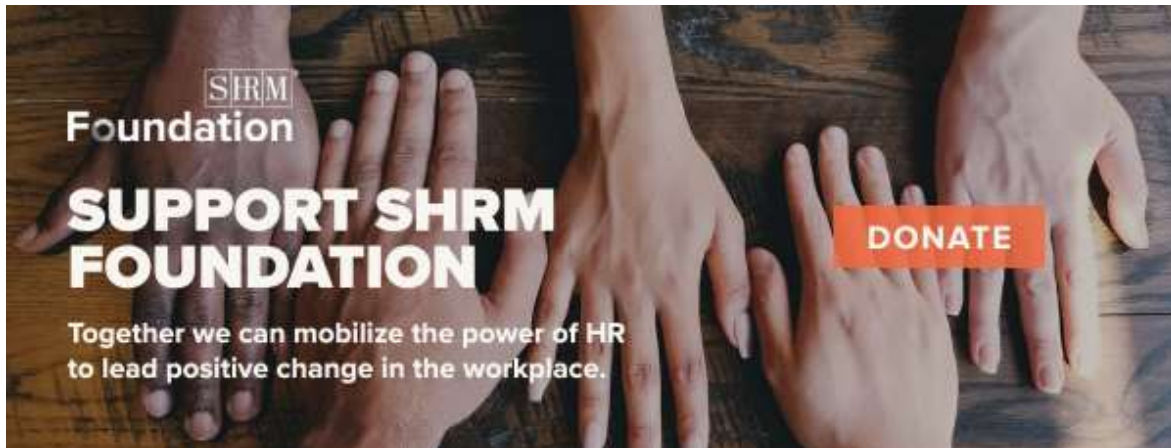 SHRM
Foundation
SUPPORT SHRM
FOUNDATION
DONATE
Together we can mobilize the power of HR
to lead positive change in the workplace.